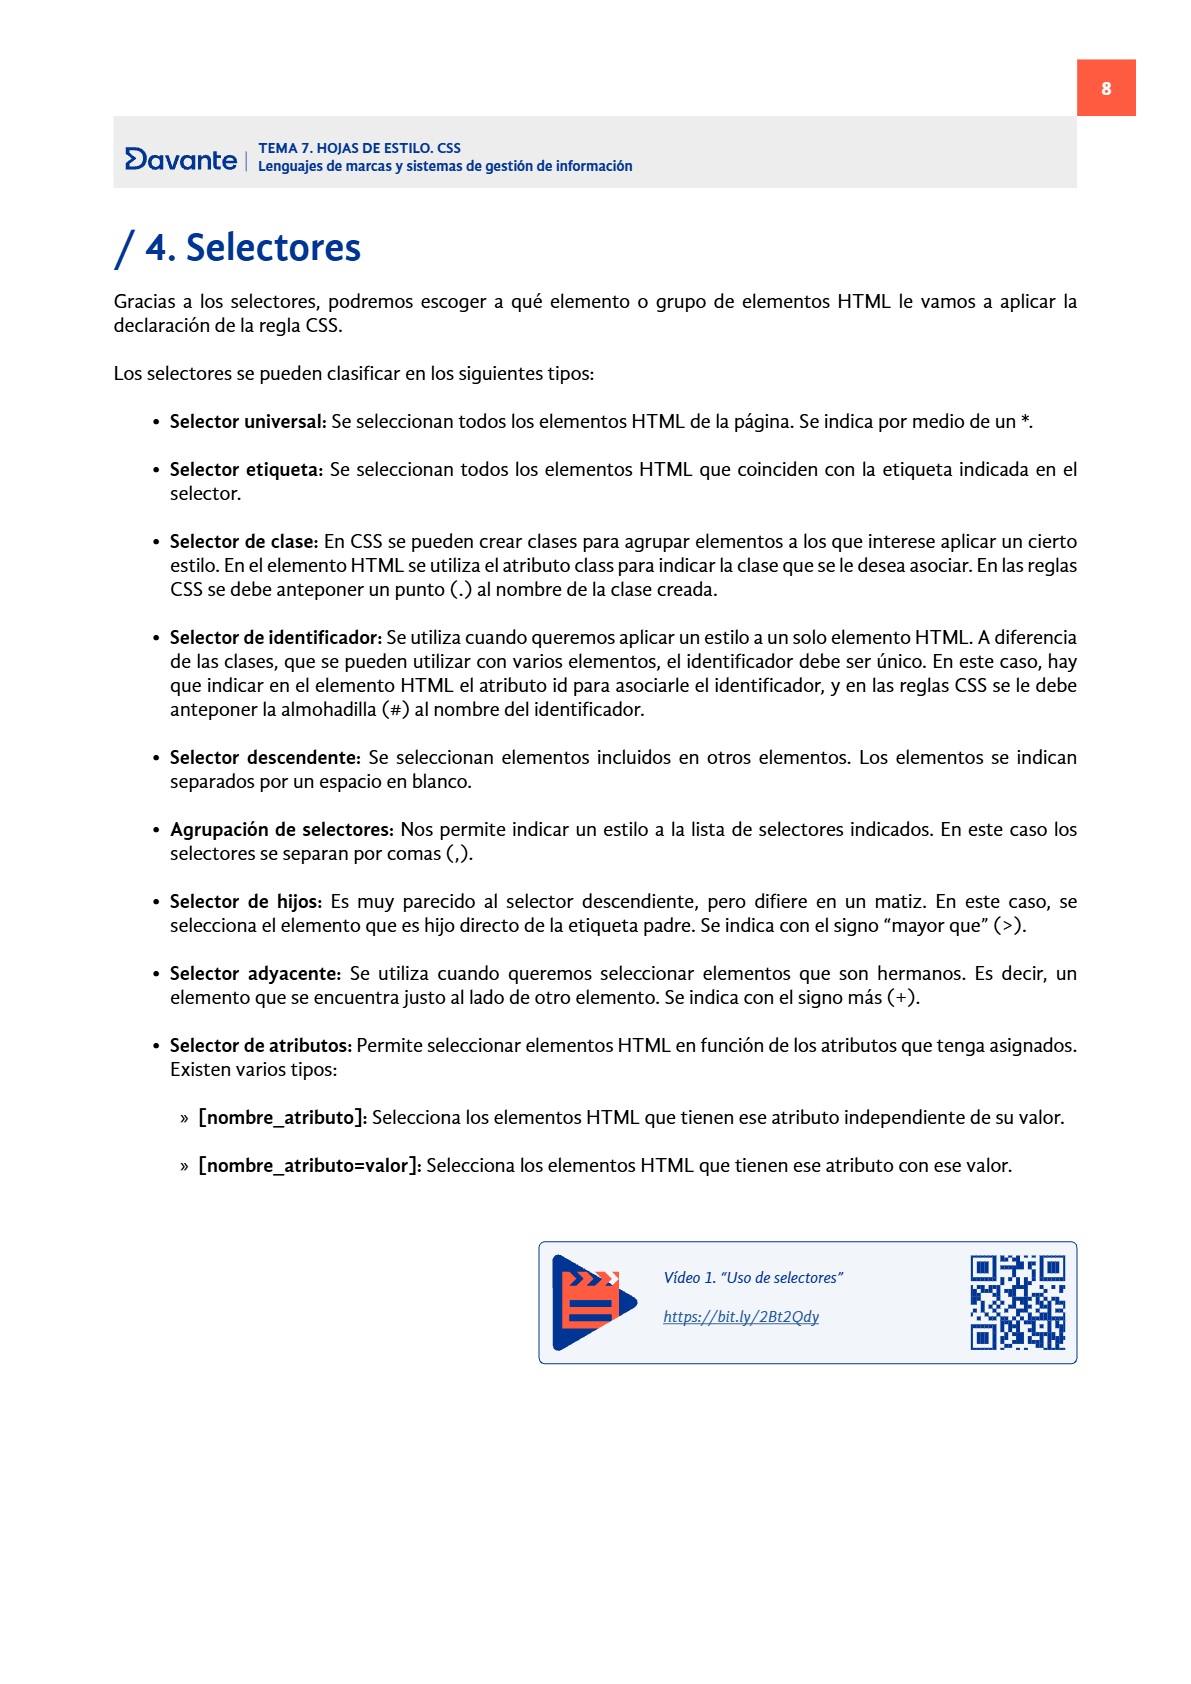 8
Davante
TEMA 7. HOJAS DE ESTILO. CSS
Lenguajes de marcas y sistemas de gestión de información
/ 4. Selectores
Gracias a los selectores, podremos escoger a qué elemento o grupo de elementos HTML le vamos a aplicar la
declaración de la regla CSS.
Los selectores se pueden clasificar en los siguientes tipos:
• Selector universal: Se seleccionan todos los elementos HTML de la página. Se indica por medio de un *.
• Selector etiqueta: Se seleccionan todos los elementos HTML que coinciden con la etiqueta indicada en el
selector.
• Selector de clase: En CSS se pueden crear clases para agrupar elementos a los que interese aplicar un cierto
estilo. En el elemento HTML se utiliza el atributo class para indicar la clase que se le desea asociar. En las reglas
CSS se debe anteponer un punto (.) al nombre de la clase creada.
• Selector de identificador: Se utiliza cuando queremos aplicar un estilo a un solo elemento HTML. A diferencia
de las clases, que se pueden utilizar con varios elementos, el identificador debe ser único. En este caso, hay
que indicar en el elemento HTML el atributo id para asociarle el identificador, y en las reglas CSS se le debe
anteponer la almohadilla (#) al nombre del identificador.
• Selector descendente: Se seleccionan elementos incluidos en otros elementos. Los elementos se indican
separados por un espacio en blanco.
• Agrupación de selectores: Nos permite indicar un estilo a la lista de selectores indicados. En este caso los
selectores se separan por comas (,).
• Selector de hijos: Es muy parecido al selector descendiente, pero difiere en un matiz. En este caso, se
selecciona el elemento que es hijo directo de la etiqueta padre. Se indica con el signo “mayor que” (>).
• Selector adyacente: Se utiliza cuando queremos seleccionar elementos que son hermanos. Es decir, un
elemento que se encuentra justo al lado de otro elemento. Se indica con el signo más (+).
• Selector de atributos: Permite seleccionar elementos HTML en función de los atributos que tenga asignados.
Existen varios tipos:
» [nombre_atributo]: Selecciona los elementos HTML que tienen ese atributo independiente de su valor.
» [nombre_atributo=valor]: Selecciona los elementos HTML que tienen ese atributo con ese valor.
Vídeo 1. “Uso de selectores”
https://bit.ly/2Bt2Qdy